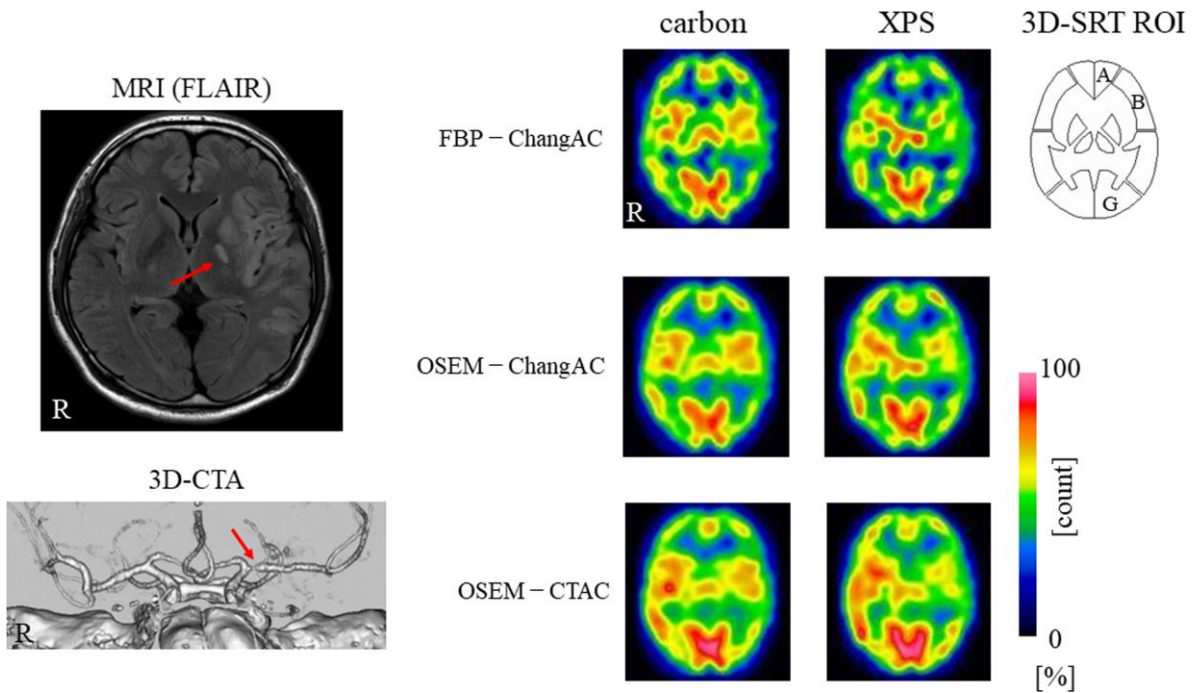 carbon
XPS
3D-SRT ROI
MRI (FLAIR)
R
FBP – ChangAC
R
A
B
G
OSEM – ChangAC
100
[count]
0
[%]
3D-CTA
R
OSEM – CTAC